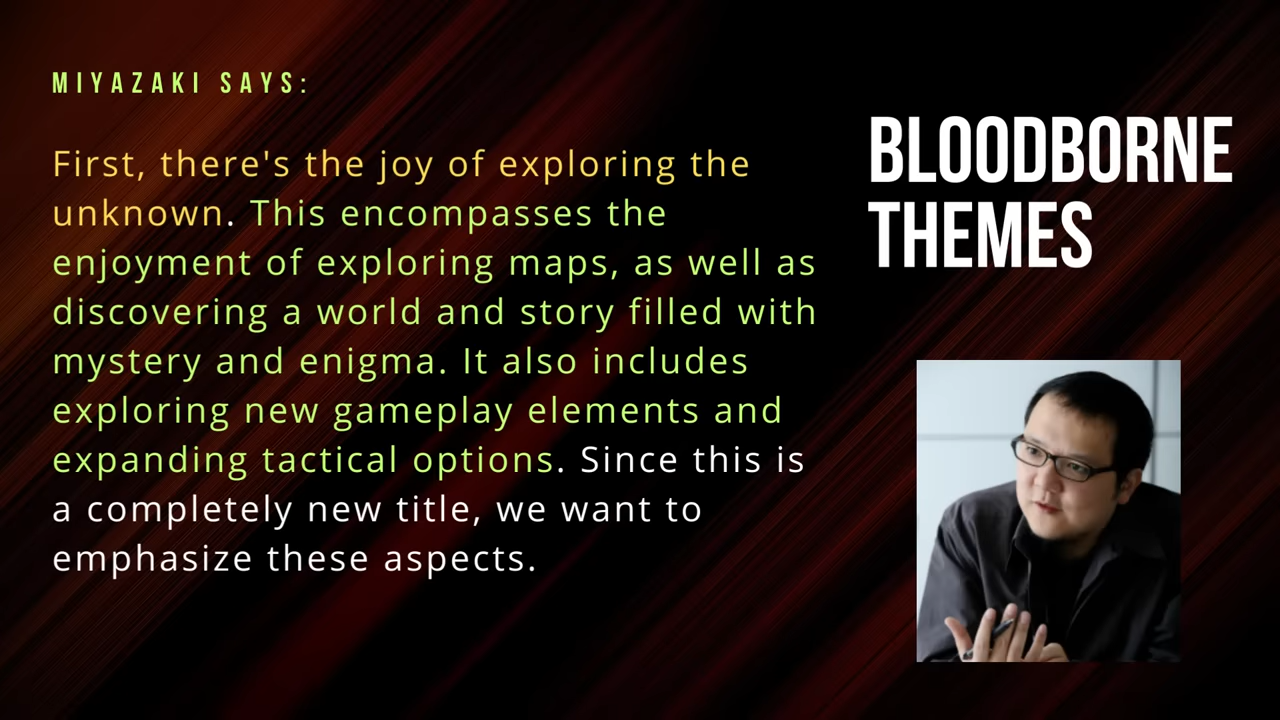 MIYAZAKI SAYS:
First, there's the joy of exploring the
unknown. This encompasses the
enjoyment of exploring maps, as well as
discovering a world and story filled with
mystery and enigma. It also includes
exploring new gameplay elements and
expanding tactical options. Since this is
a completely new title, we want to
emphasize these aspects.
BLOODBORNE
THEMES